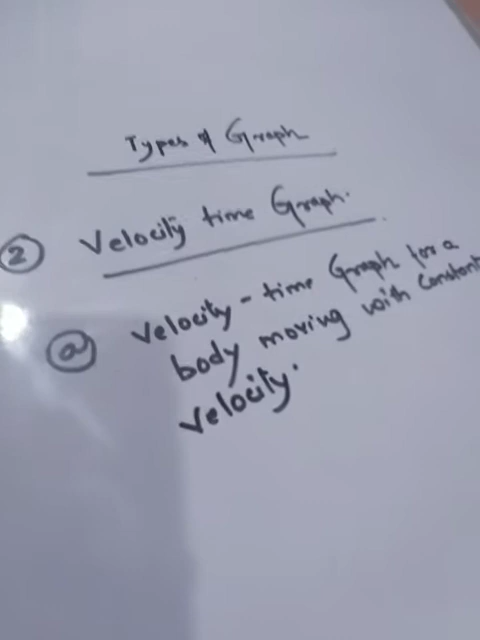 Types of Graph
② Velocity time Graph.
ⓐ Velocity - time Graph for a
body moving with constant
velocity.